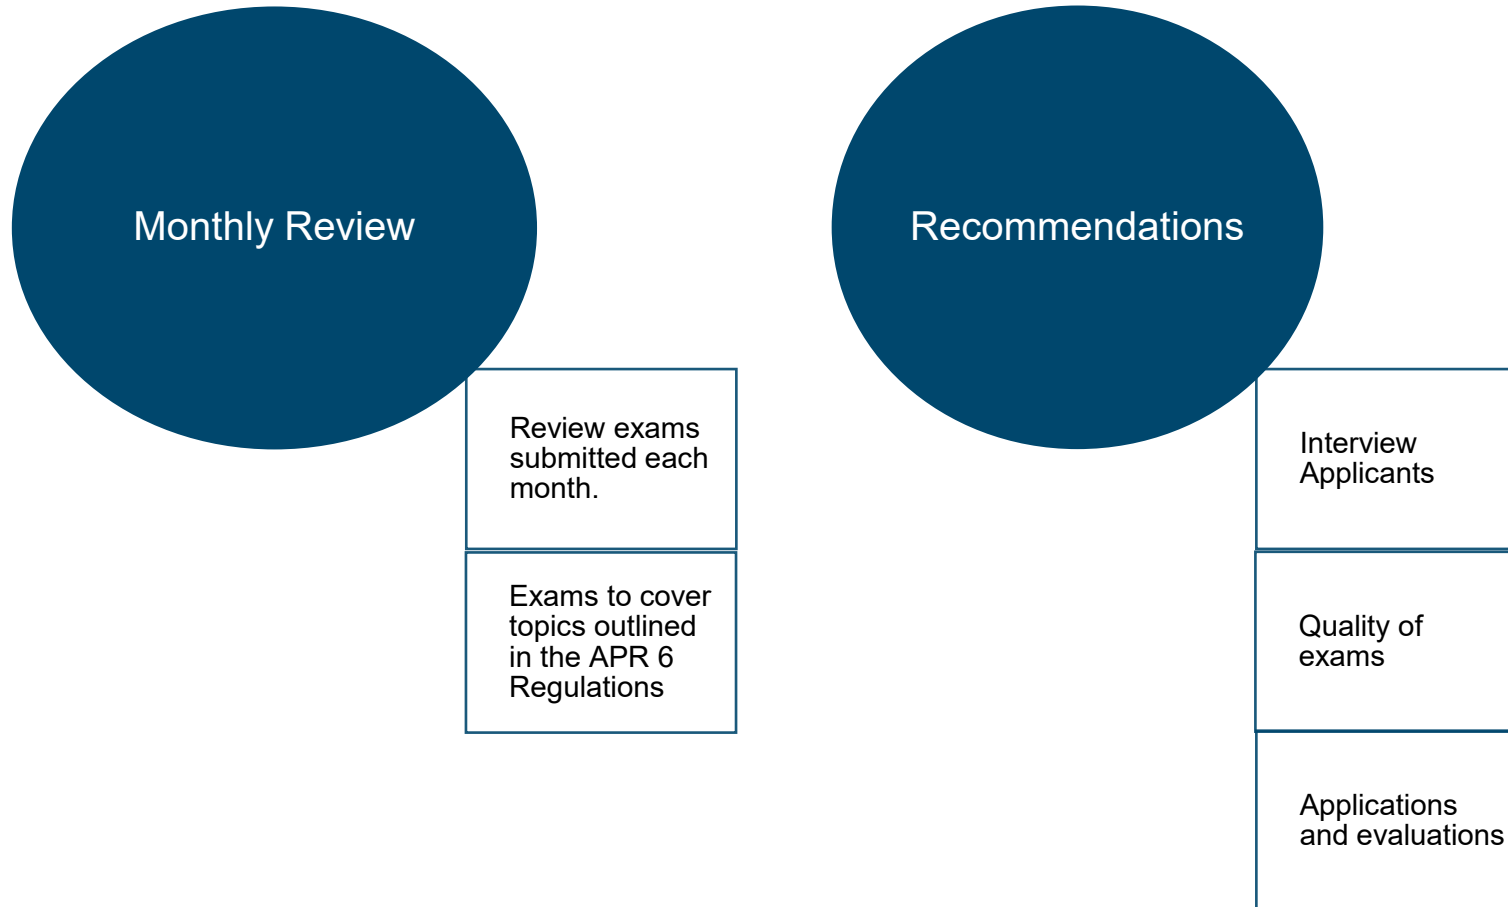 Monthly Review
Review exams
submitted each
month.
Exams to cover
topics outlined
in the APR 6
Regulations
Recommendations
Interview
Applicants
Quality of
exams
Applications
and evaluations